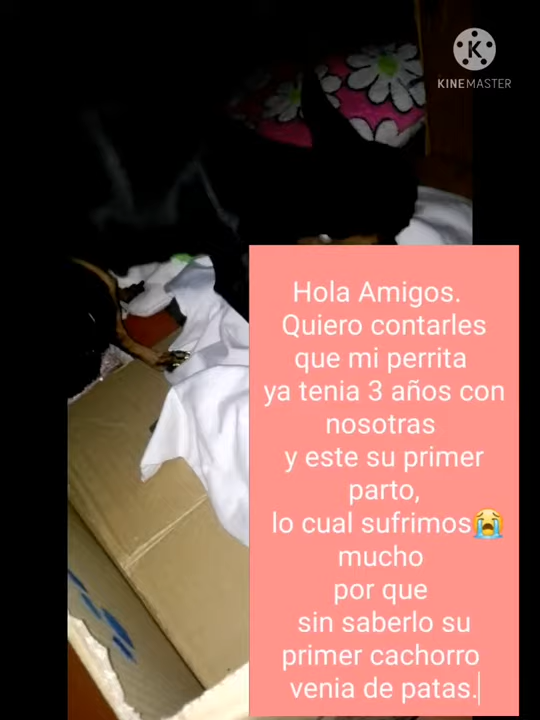 KINEMASTER
Hola Amigos.
Quiero contarles
que mi perrita
ya tenia 3 años con
nosotras
y este su primer
parto,
lo cual sufrimos😭
mucho
por que
sin saberlo su
primer cachorro
venia de patas.